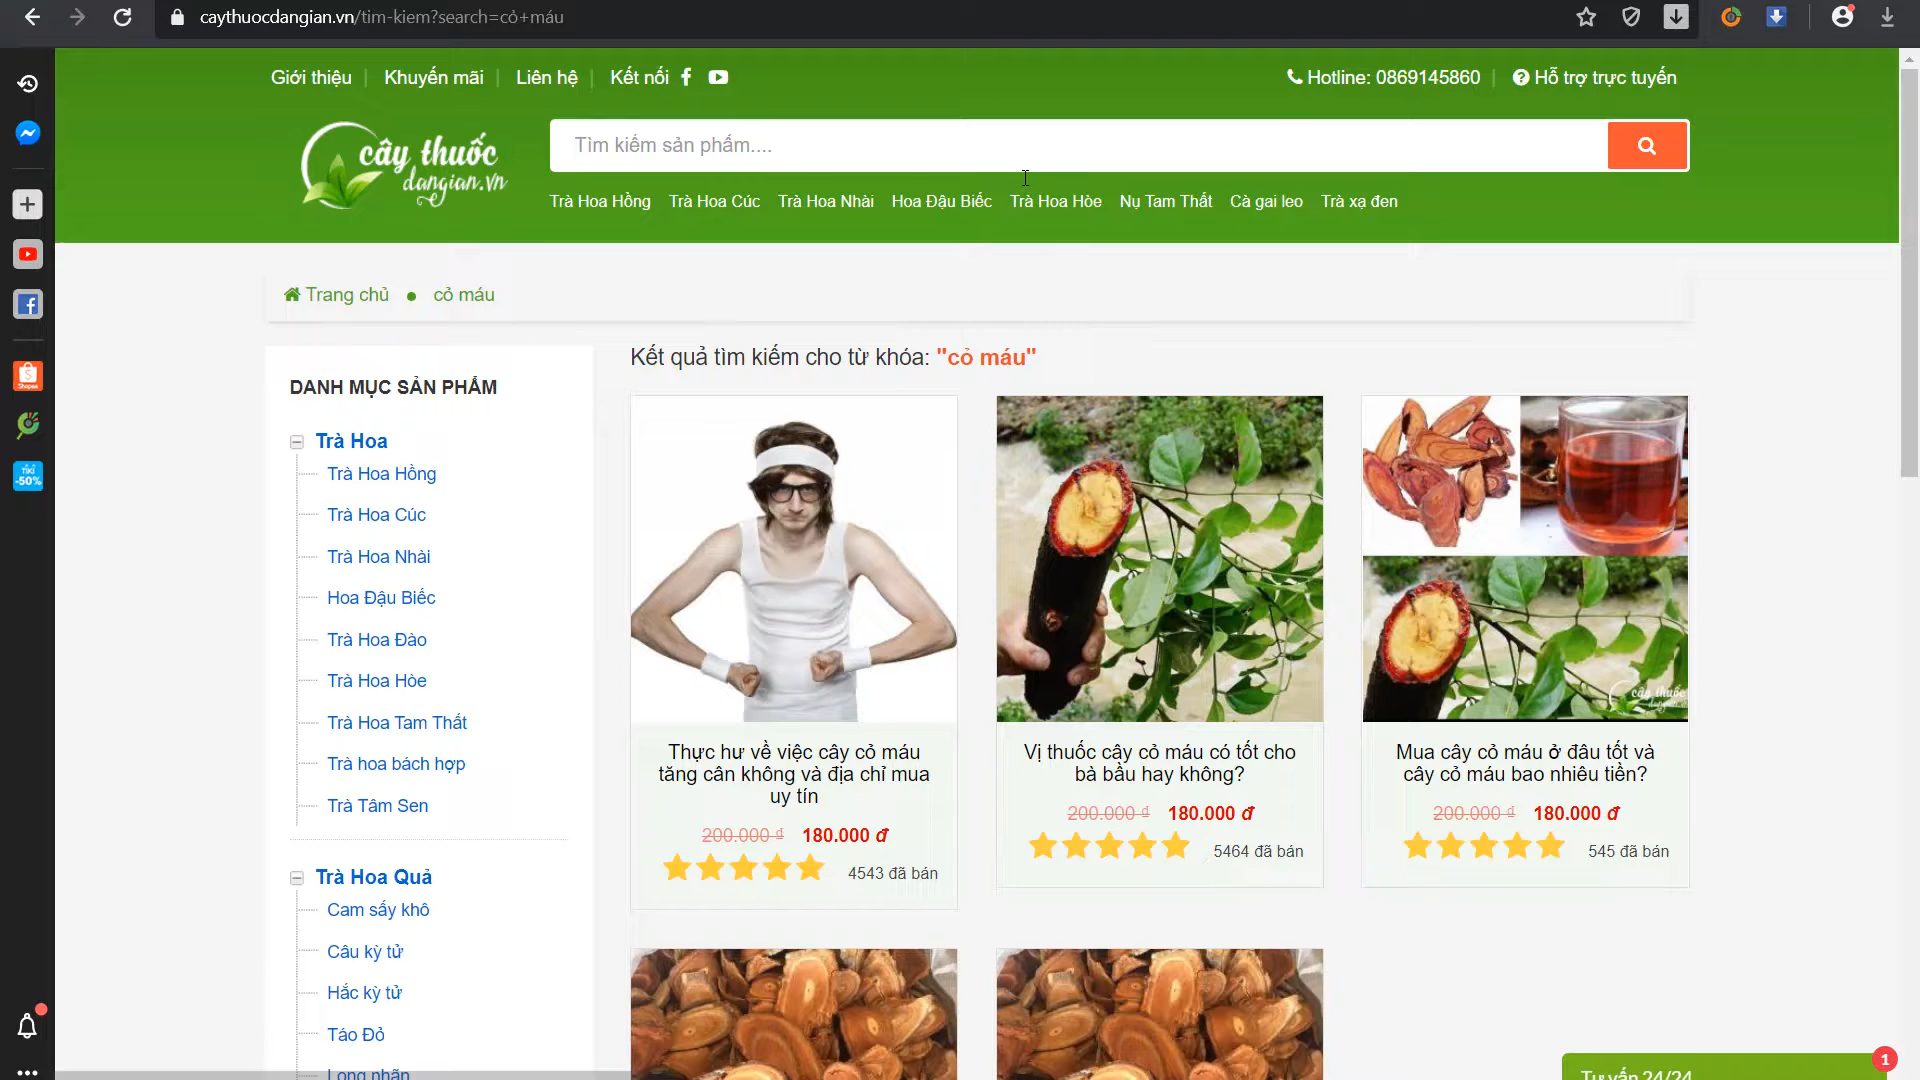 caythuocdangian.vn/tim-kiem?search=cỏ+máu
Giới thiệu
Khuyến mãi
Liên hệ
Kết nối
Hotline: 0869145860
Hỗ trợ trực tuyến
cây thuốc
dangian.vn
Tìm kiếm sản phẩm....
Trà Hoa Hồng Trà Hoa Cúc Trà Hoa Nhài Hoa Đậu Biếc Trà Hoa Hòe Nụ Tam Thất Cà gai leo Trà xạ đen
Trang chủ
cỏ máu
DANH MỤC SẢN PHẨM
Trà Hoa
Trà Hoa Hồng
Trà Hoa Cúc
Trà Hoa Nhài
Hoa Đậu Biếc
Trà Hoa Đào
Trà Hoa Hòe
Trà Hoa Tam Thất
Trà hoa bách hợp
Trà Tâm Sen
Trà Hoa Quả
Cam sấy khô
Câu kỷ tử
Hắc kỷ tử
Táo Đỏ
Long nhãn
Kết quả tìm kiếm cho từ khóa: "cỏ máu"
Thực hư về việc cây cỏ máu
tăng cân không và địa chỉ mua
uy tín
200.000 ₫ 180.000 đ
4543 đã bán
Vị thuốc cây cỏ máu có tốt cho
bà bầu hay không?
200.000 ₫ 180.000 đ
5464 đã bán
cây thuốc
Mua cây cỏ máu ở đâu tốt và
cây cỏ máu bao nhiêu tiền?
200.000 ₫ 180.000 đ
545 đã bán
Shopee
TIKI
-50%
Tư vấn 24/24
1